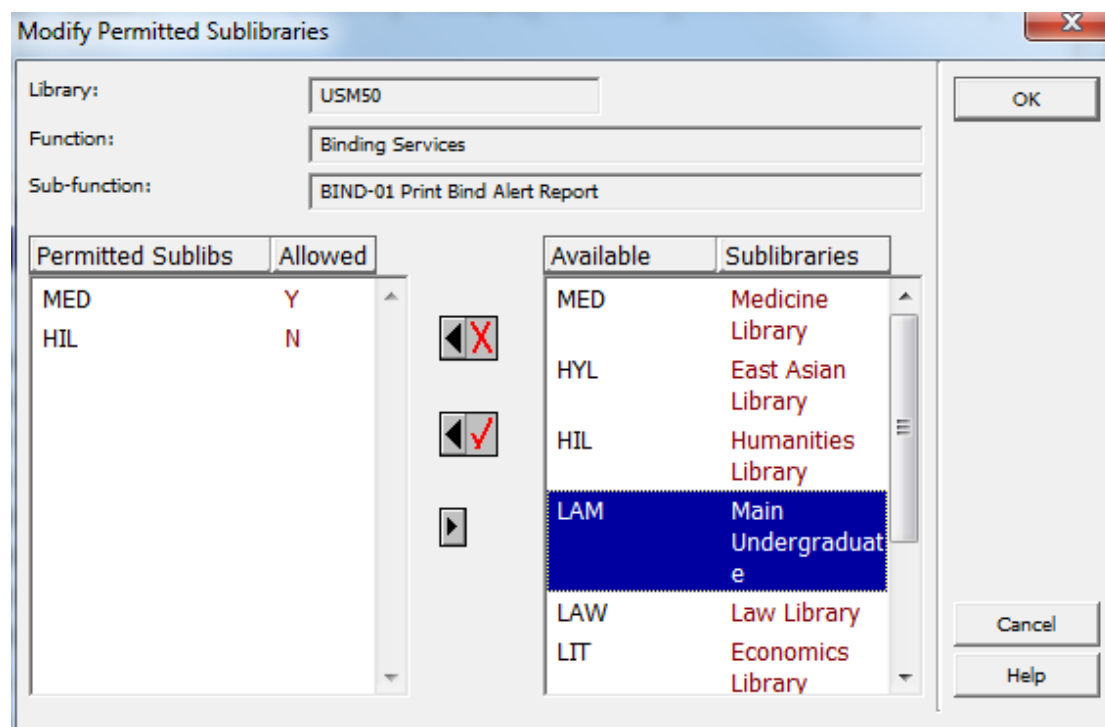 Modify Permitted Sublibraries
X
Library: USM50
OK
Function: Binding Services
Sub-function: BIND-01 Print Bind Alert Report
Permitted Sublibs Allowed
MED Y
HIL N
X
✓
Available Sublibraries
MED Medicine
Library
HYL East Asian
Library
HIL Humanities
Library
LAM Main
Undergraduat
e
LAW Law Library
LIT Economics
Library
Cancel
Help